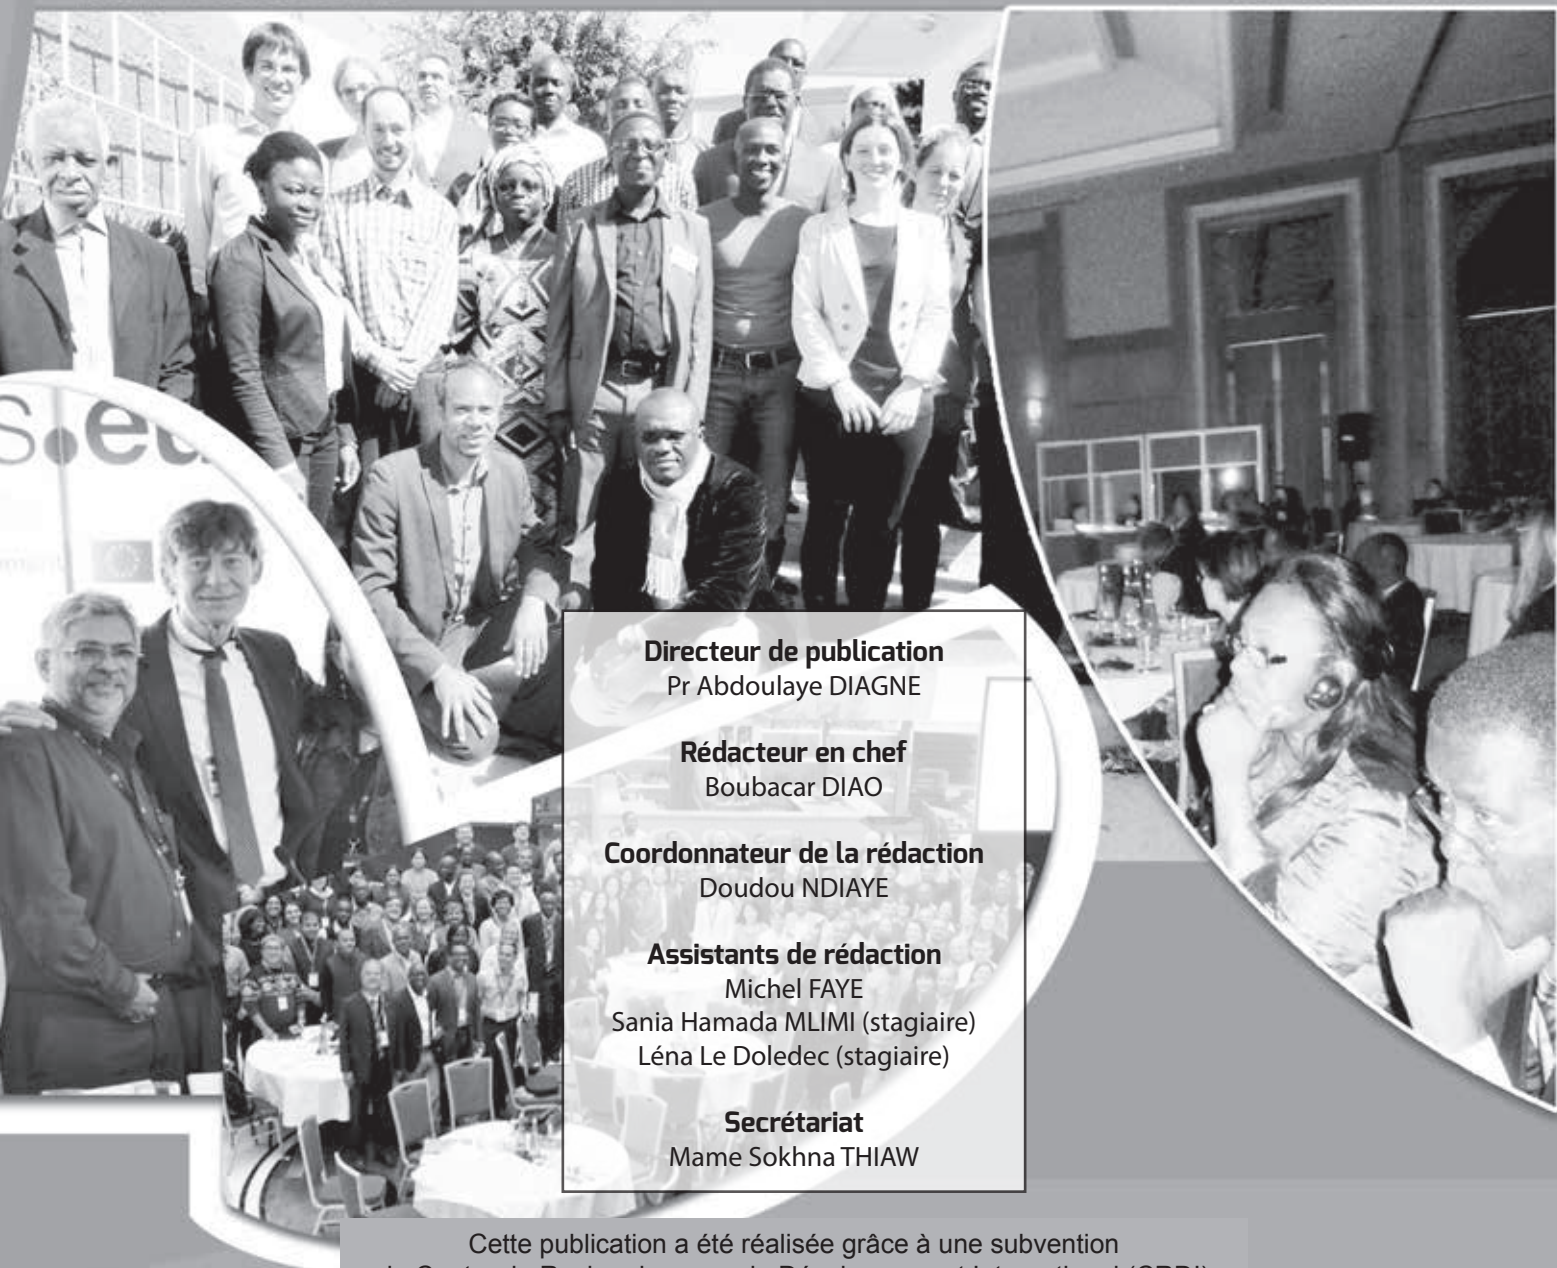 s.eu
Directeur de publication
Pr Abdoulaye DIAGNE
Rédacteur en chef
Boubacar DIAO
Coordonnateur de la rédaction
Doudou NDIAYE
Assistants de rédaction
Michel FAYE
Sania Hamada MLIMI (stagiaire)
Léna Le Doledec (stagiaire)
Secrétariat
Mame Sokhna THIAW
Cette publication a été réalisée grâce à une subvention